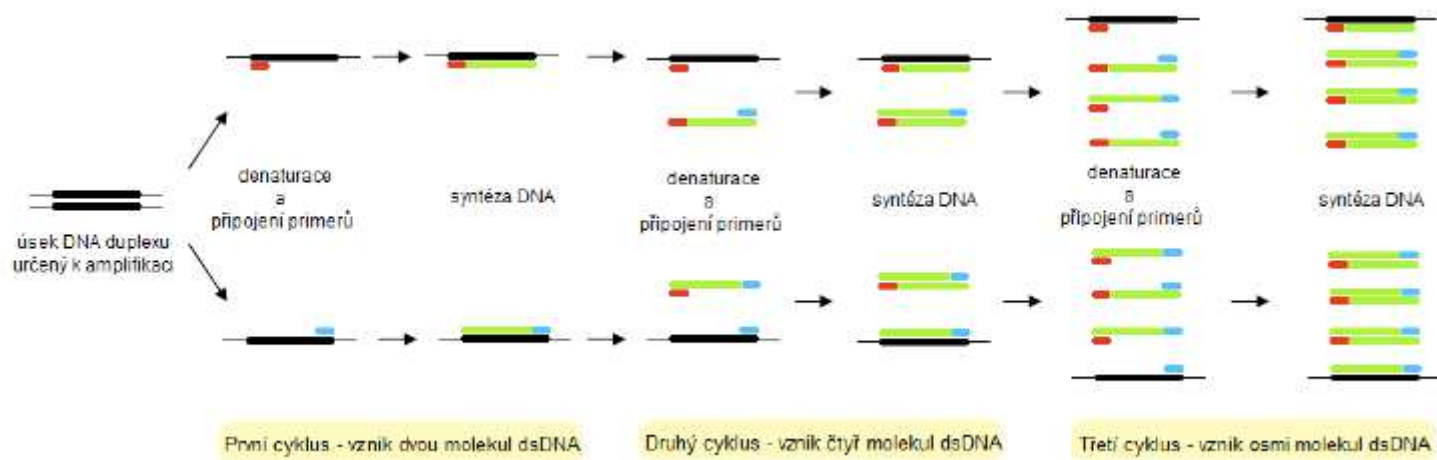 úsek DNA duplexu
určený k amplifikaci
denaturace
a
připojení primerů
syntéza DNA
denaturace
a
připojení primerů
syntéza DNA
denaturace
a
připojení primerů
syntéza DNA
První cyklus - vznik dvou molekul dsDNA
Druhý cyklus - vznik čtyř molekul dsDNA
Třetí cyklus - vznik osmi molekul dsDNA